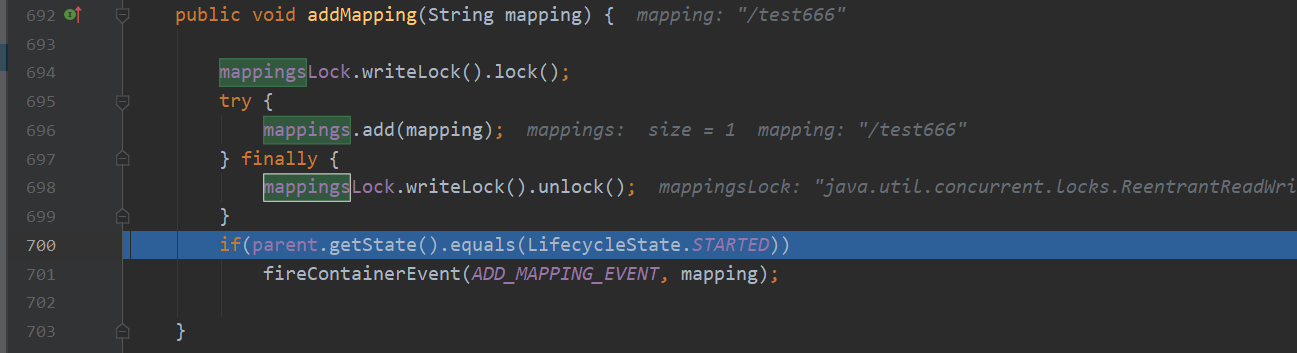 692 public void addMapping(String mapping) { mapping: "/test666"
693
694 mappingsLock.writeLock().lock();
695 try {
696 mappings.add(mapping); mappings: size = 1 mapping: "/test666"
697 } finally {
698 mappingsLock.writeLock().unlock(); mappingsLock: "java.util.concurrent.locks.ReentrantReadWri
699 }
700 if(parent.getState().equals(LifecycleState.STARTED))
701 fireContainerEvent(ADD_MAPPING_EVENT, mapping);
702
703 }